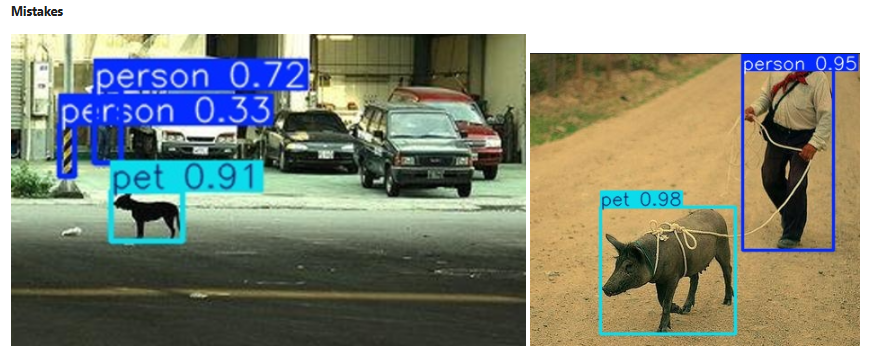 Mistakes
person 0.72
person 0.33
pet 0.91
person 0.95
pet 0.98